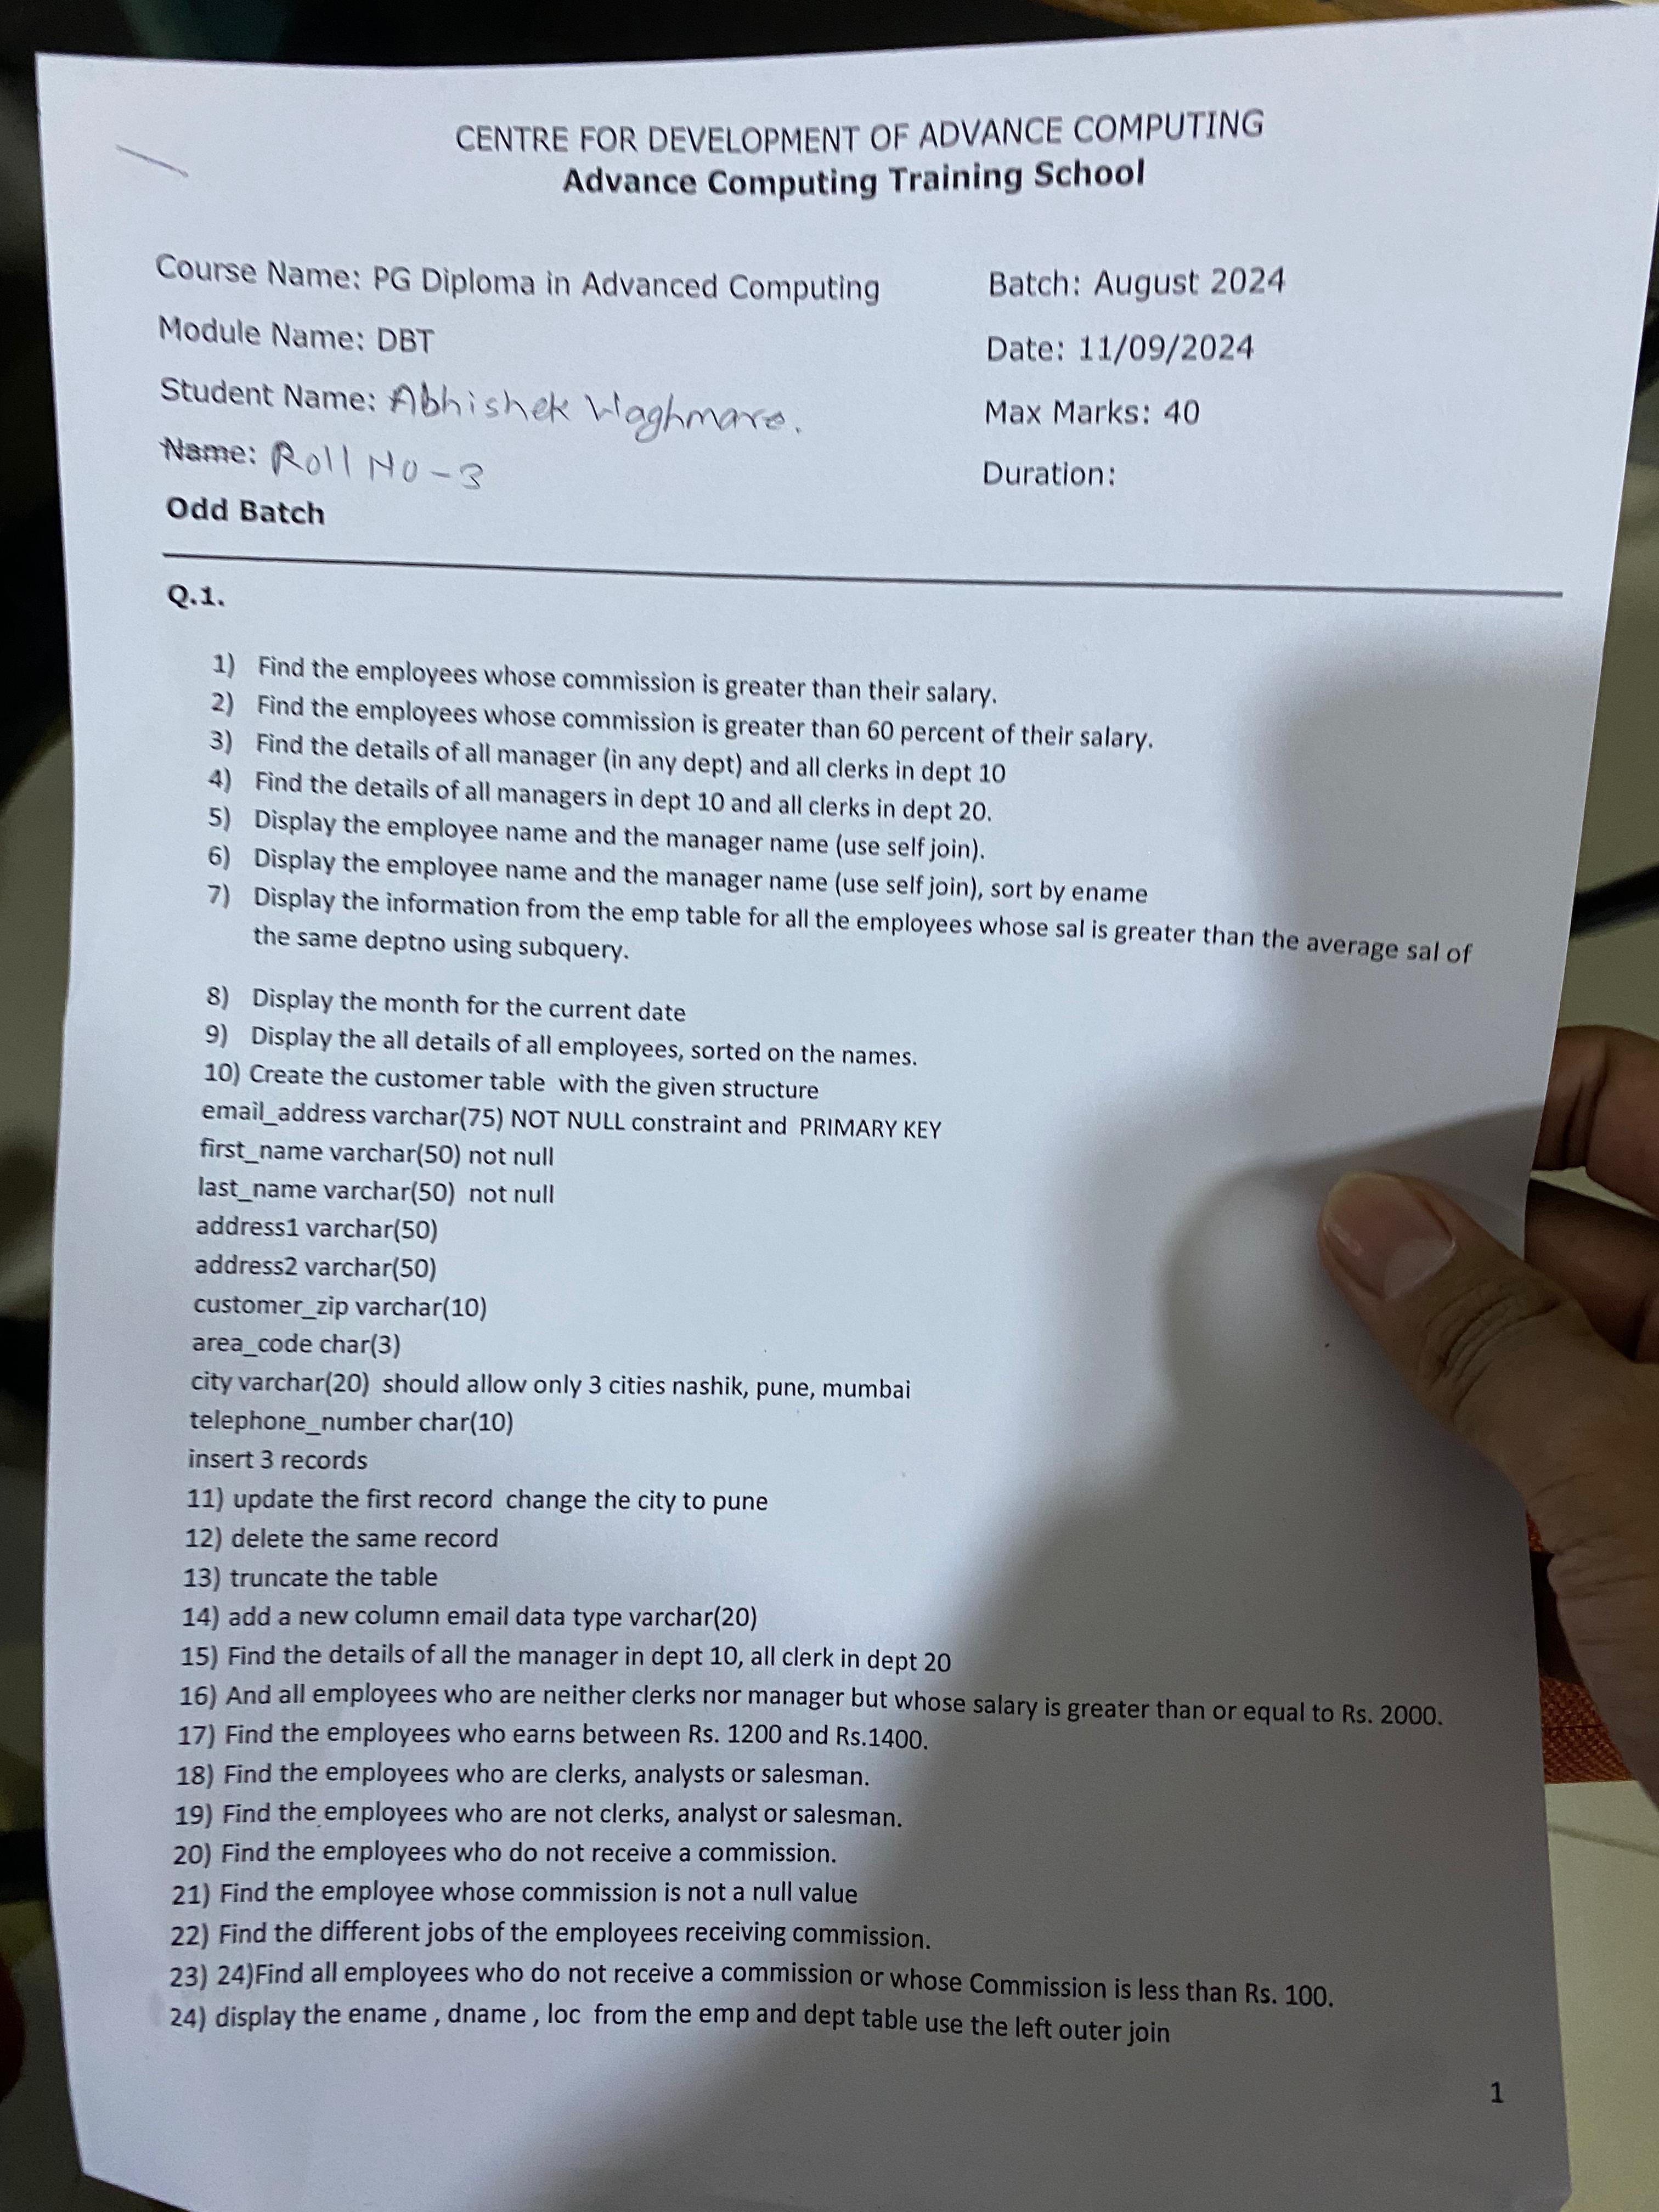 CENTRE FOR DEVELOPMENT OF ADVANCE COMPUTING
Advance Computing Training School
Course Name: PG Diploma in Advanced Computing
Batch: August 2024
Module Name: DBT
Date: 11/09/2024
Student Name: Abhishek Waghmare.
Max Marks: 40
Name: Roll No-3
Duration:
Odd Batch
Q.1.
1) Find the employees whose commission is greater than their salary.
2) Find the employees whose commission is greater than 60 percent of their salary.
3) Find the details of all manager (in any dept) and all clerks in dept 10
4) Find the details of all managers in dept 10 and all clerks in dept 20.
5) Display the employee name and the manager name (use self join).
6) Display the employee name and the manager name (use self join), sort by ename
7) Display the information from the emp table for all the employees whose sal is greater than the average sal of
the same deptno using subquery.
8) Display the month for the current date
9) Display the all details of all employees, sorted on the names.
10) Create the customer table with the given structure
email_address varchar(75) NOT NULL constraint and PRIMARY KEY
first_name varchar(50) not null
last_name varchar(50) not null
address1 varchar(50)
address2 varchar(50)
customer_zip varchar(10)
area_code char(3)
city varchar(20) should allow only 3 cities nashik, pune, mumbai
telephone_number char(10)
insert 3 records
11) update the first record change the city to pune
12) delete the same record
13) truncate the table
14) add a new column email data type varchar(20)
15) Find the details of all the manager in dept 10, all clerk in dept 20
16) And all employees who are neither clerks nor manager but whose salary is greater than or equal to Rs. 2000.
17) Find the employees who earns between Rs. 1200 and Rs.1400.
18) Find the employees who are clerks, analysts or salesman.
19) Find the employees who are not clerks, analyst or salesman.
20) Find the employees who do not receive a commission.
21) Find the employee whose commission is not a null value
22) Find the different jobs of the employees receiving commission.
23) 24)Find all employees who do not receive a commission or whose Commission is less than Rs. 100.
24) display the ename , dname , loc from the emp and dept table use the left outer join
1